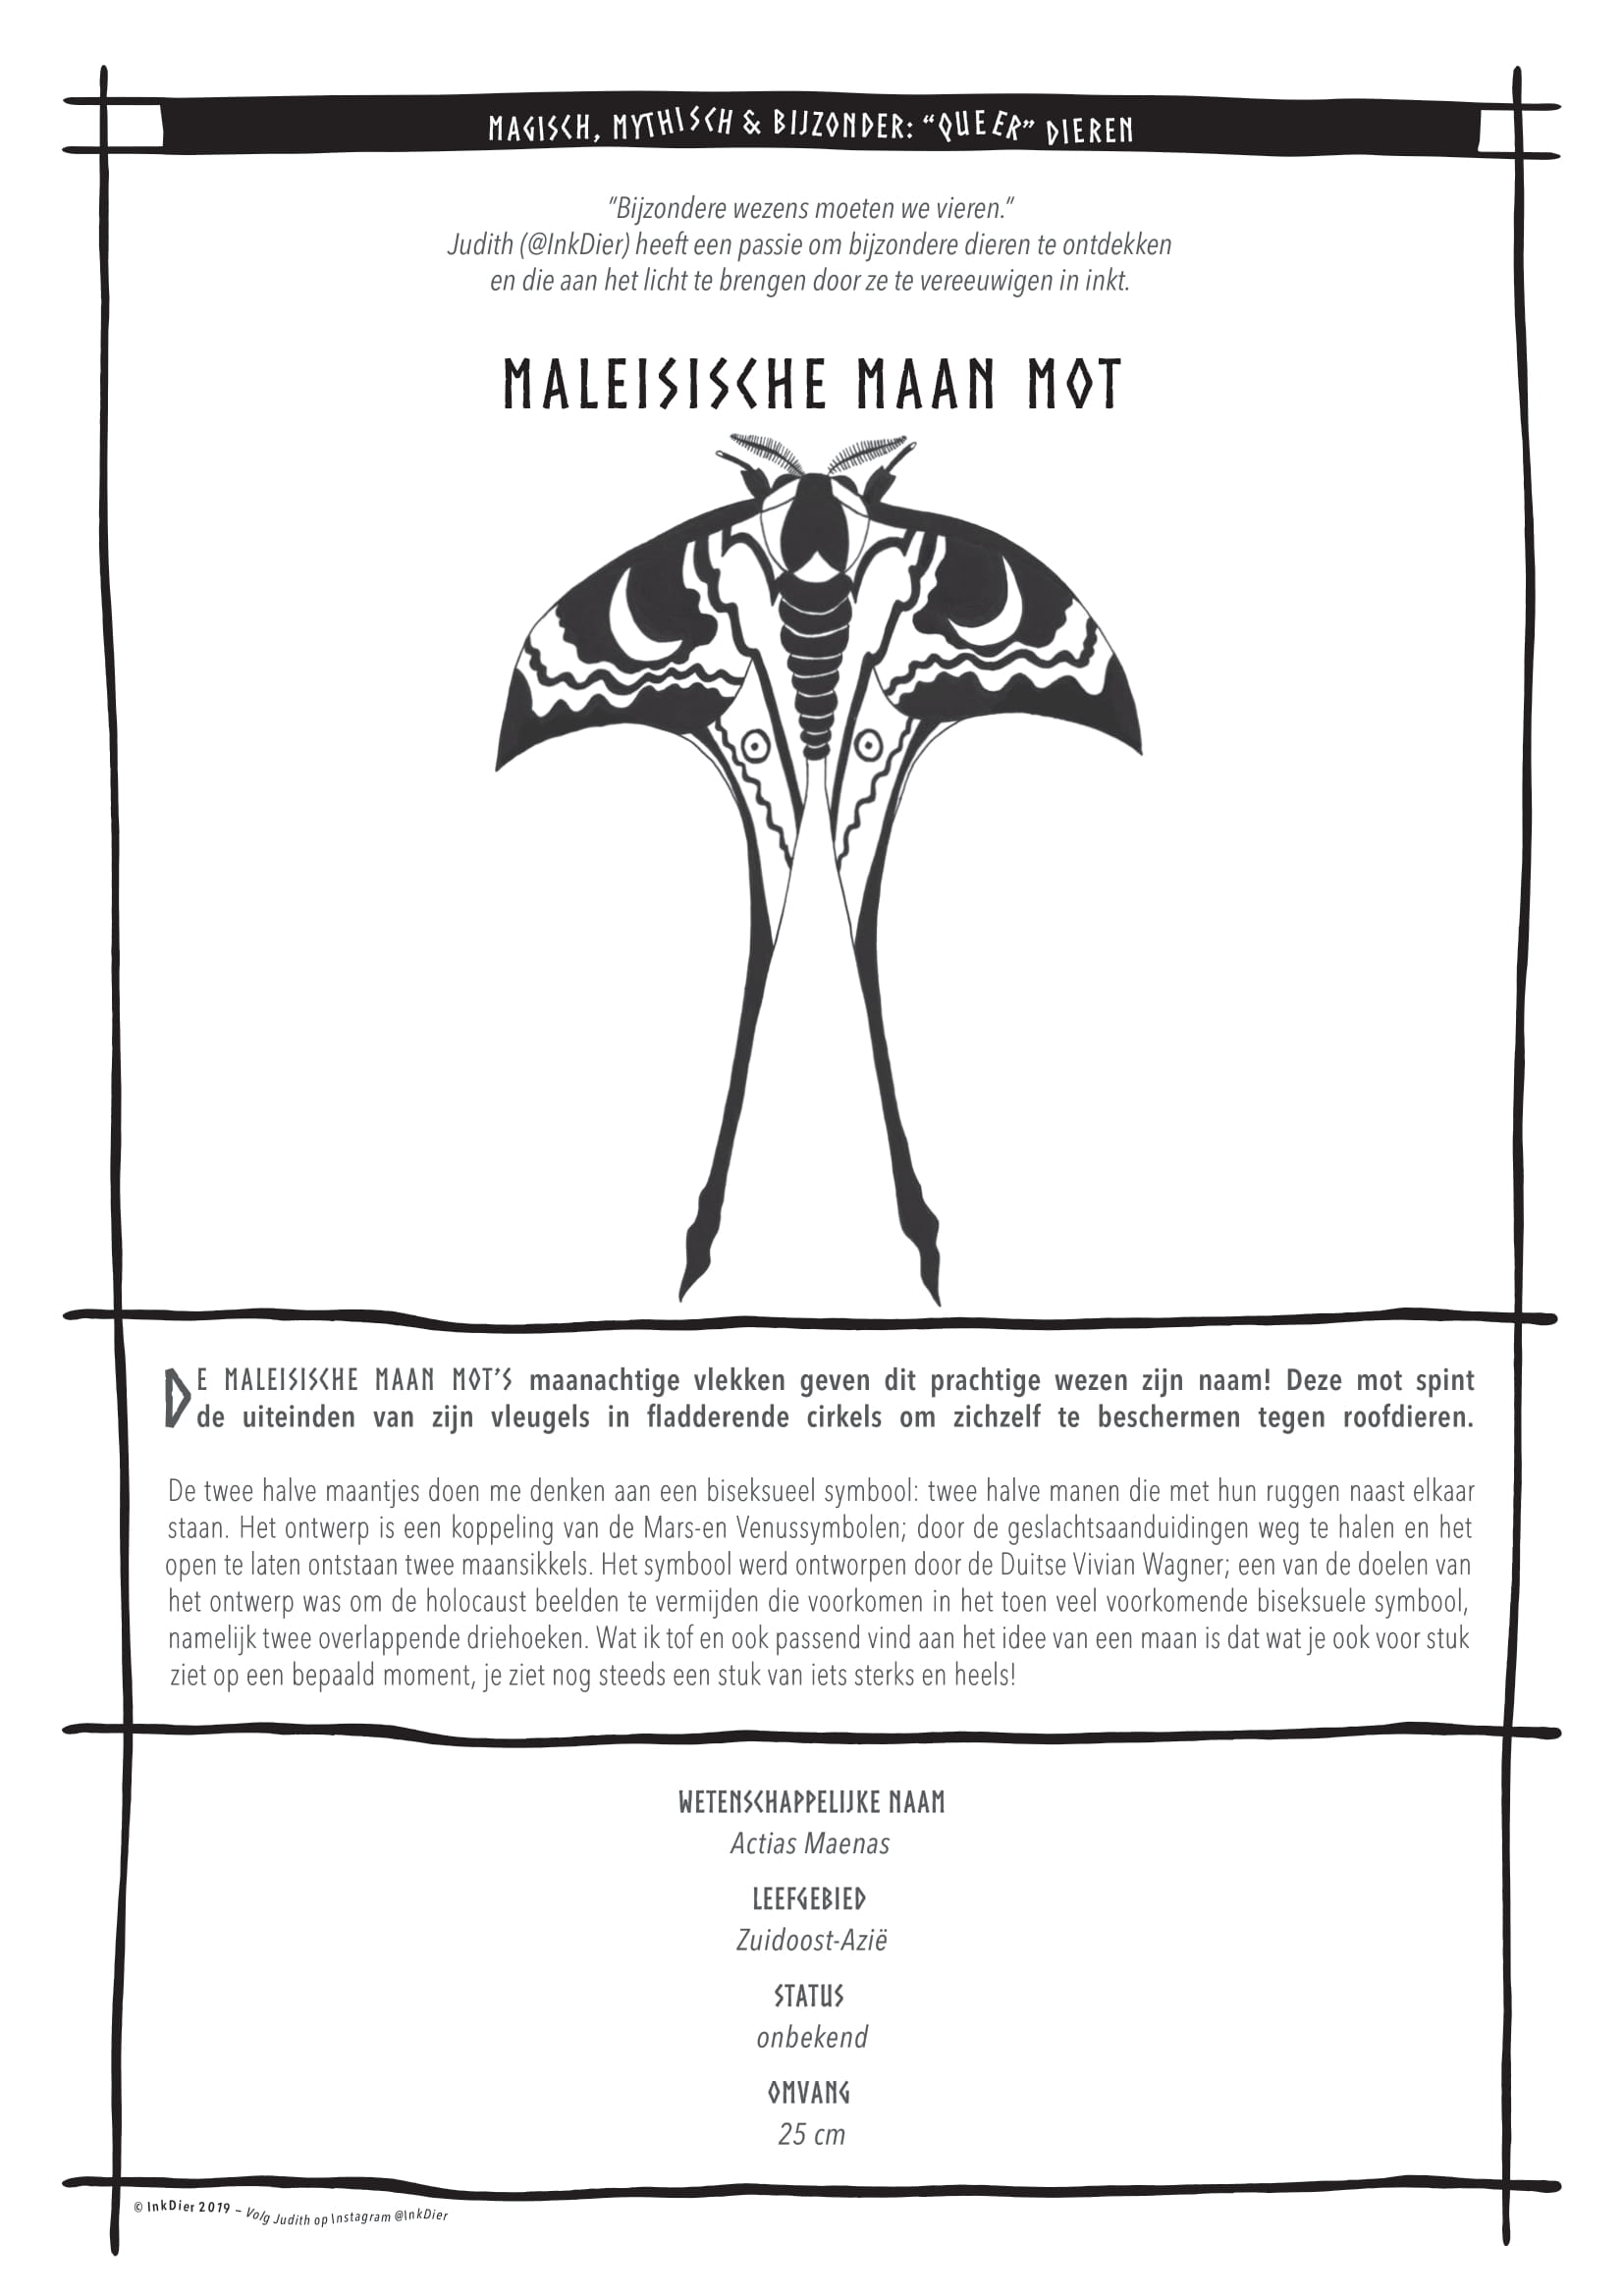 MAGISCH, MYTHISCH & BIJZONDER: “QUEER” DIEREN
“Bijzondere wezens moeten we vieren.”
Judith (@InkDier) heeft een passie om bijzondere dieren te ontdekken
en die aan het licht te brengen door ze te vereeuwigen in inkt.
MALEISISCHE MAAN MOT
DE MALEISISCHE MAAN MOT’S maanachtige vlekken geven dit prachtige wezen zijn naam! Deze mot spint
de uiteinden van zijn vleugels in fladderende cirkels om zichzelf te beschermen tegen roofdieren.
De twee halve maantjes doen me denken aan een biseksueel symbool: twee halve manen die met hun ruggen naast elkaar
staan. Het ontwerp is een koppeling van de Mars-en Venussymbolen; door de geslachtsaanduidingen weg te halen en het
open te laten ontstaan twee maansikkels. Het symbool werd ontworpen door de Duitse Vivian Wagner; een van de doelen van
het ontwerp was om de holocaust beelden te vermijden die voorkomen in het toen veel voorkomende biseksuele symbool,
namelijk twee overlappende driehoeken. Wat ik tof en ook passend vind aan het idee van een maan is dat wat je ook voor stuk
ziet op een bepaald moment, je ziet nog steeds een stuk van iets sterks en heels!
WETENSCHAPPELIJKE NAAM
Actias Maenas
LEEFGEBIED
Zuidoost-Azië
STATUS
onbekend
OMVANG
25 cm
© InkDier 2019 – Volg Judith op Instagram @InkDier